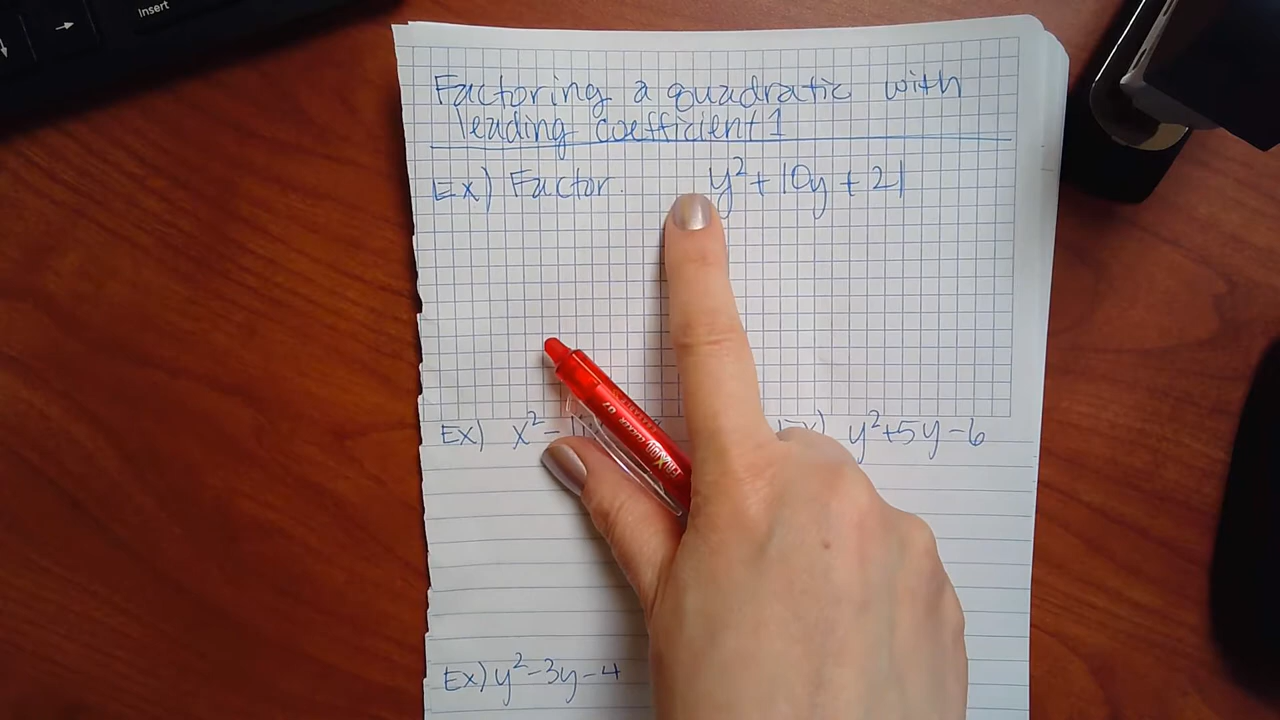 Insert
Factoring a quadratic with
leading coefficient 1
Ex) Factor. y²+10y+21
Ex) x²-
y²+5y-6
Ex) y²-3y-4